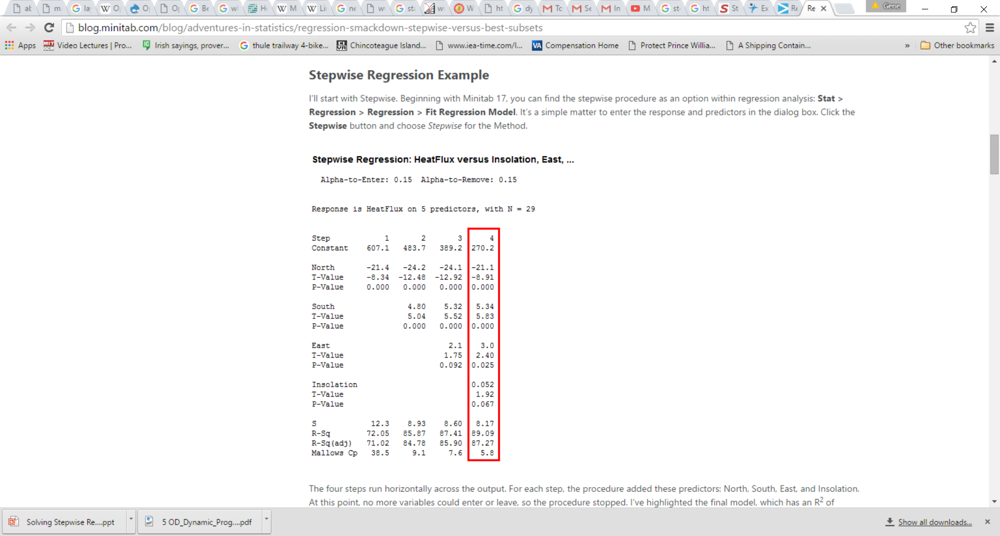 ab m G la W O O O G Be G wl H W M W Li G ne w G st w W ht G dy M To M Se M In M G st G ht S St Ex Re Re Gene
blog.minitab.com/blog/adventures-in-statistics/regression-smackdown-stepwise-versus-best-subsets
Apps MIT OCW Video Lectures | Pro... Irish sayings, prover... G thule trailway 4-bike... Chincoteague Island... www.iea-time.com/l... VA Compensation Home Protect Prince Willia... A Shipping Contain... » Other bookmarks
Stepwise Regression Example
I'll start with Stepwise. Beginning with Minitab 17, you can find the stepwise procedure as an option within regression analysis: Stat >
Regression > Regression > Fit Regression Model. It's a simple matter to enter the response and predictors in the dialog box. Click the
Stepwise button and choose Stepwise for the Method.
Stepwise Regression: HeatFlux versus Insolation, East, ...
Alpha-to-Enter: 0.15 Alpha-to-Remove: 0.15
Response is HeatFlux on 5 predictors, with N = 29
Step 1 2 3 4
Constant 607.1 483.7 389.2 270.2
North -21.4 -24.2 -24.1 -21.1
T-Value -8.34 -12.48 -12.92 -8.91
P-Value 0.000 0.000 0.000 0.000
South 4.80 5.32 5.34
T-Value 5.04 5.52 5.83
P-Value 0.000 0.000 0.000
East 2.1 3.0
T-Value 1.75 2.40
P-Value 0.092 0.025
Insolation 0.052
T-Value 1.92
P-Value 0.067
S 12.3 8.93 8.60 8.17
R-Sq 72.05 85.87 87.41 89.09
R-Sq(adj) 71.02 84.78 85.90 87.27
Mallows Cp 38.5 9.1 7.6 5.8
The four steps run horizontally across the output. For each step, the procedure added these predictors: North, South, East, and Insolation.
At this point, no more variables could enter or leave, so the procedure stopped. I've highlighted the final model, which has an R² of
Solving Stepwise Re....ppt 5 OD_Dynamic_Prog....pdf Show all downloads...